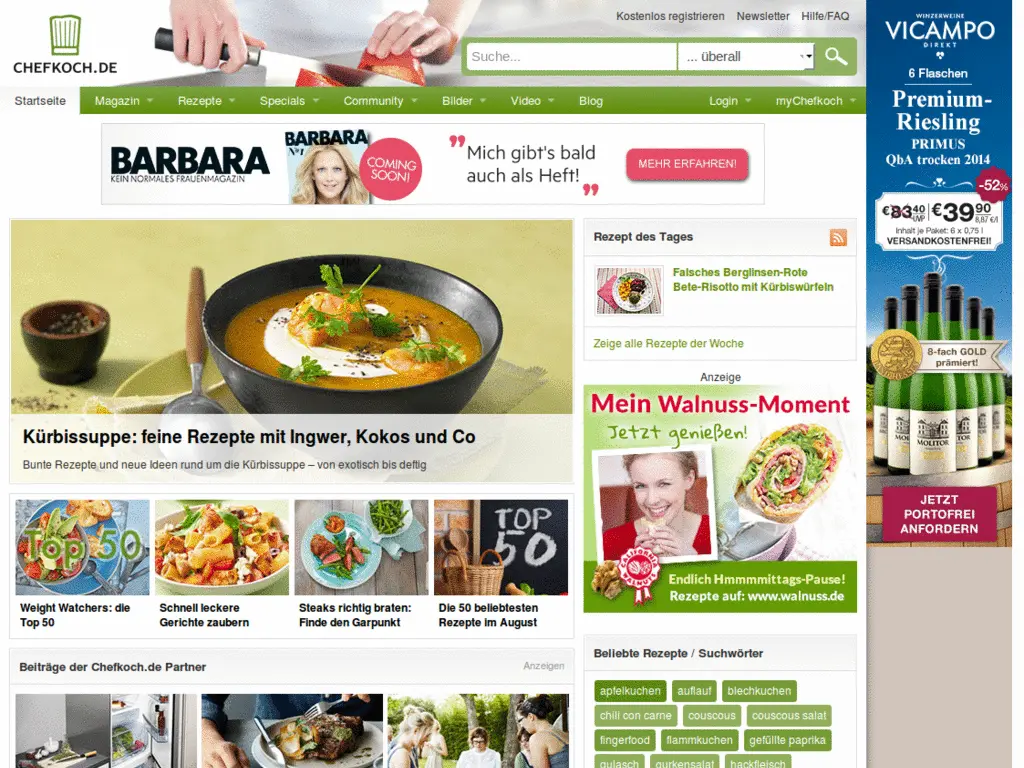 CHEFKOCH.DE
Kostenlos registrieren Newsletter Hilfe/FAQ
Suche... ... überall
Startseite Magazin Rezepte Specials Community Bilder Video Blog Login myChefkoch
BARBARA
KEIN NORMALES FRAUENMAGAZIN
BARBARA
N°1
COMING
SOON!
Mich gibt's bald
auch als Heft!
MEHR ERFAHREN!
Kürbissuppe: feine Rezepte mit Ingwer, Kokos und Co
Bunte Rezepte und neue Ideen rund um die Kürbissuppe – von exotisch bis deftig
Top 50
Weight Watchers: die
Top 50
Schnell leckere
Gerichte zaubern
Steaks richtig braten:
Finde den Garpunkt
TOP
50
Die 50 beliebtesten
Rezepte im August
Beiträge der Chefkoch.de Partner Anzeigen
Rezept des Tages
Falsches Berglinsen-Rote
Bete-Risotto mit Kürbiswürfeln
Zeige alle Rezepte der Woche
Anzeige
Mein Walnuss-Moment
Jetzt genießen!
CALIFORNIA
WALNUTS
Endlich Hmmmmittags-Pause!
Rezepte auf: www.walnuss.de
Beliebte Rezepte / Suchwörter
apfelkuchen auflauf blechkuchen
chili con carne couscous couscous salat
fingerfood flammkuchen gefüllte paprika
gulasch gurkensalat hackfleisch
WINZERWEINE
VICAMPO
DIREKT
6 Flaschen
Premium-
Riesling
PRIMUS
QbA trocken 2014
-52%
€83,40 UVP €39,90
8,87 €/l
Inhalt je Paket: 6 x 0,75 l
VERSANDKOSTENFREI!
8-fach GOLD
prämiert!
MOLITOR
JETZT
PORTOFREI
ANFORDERN